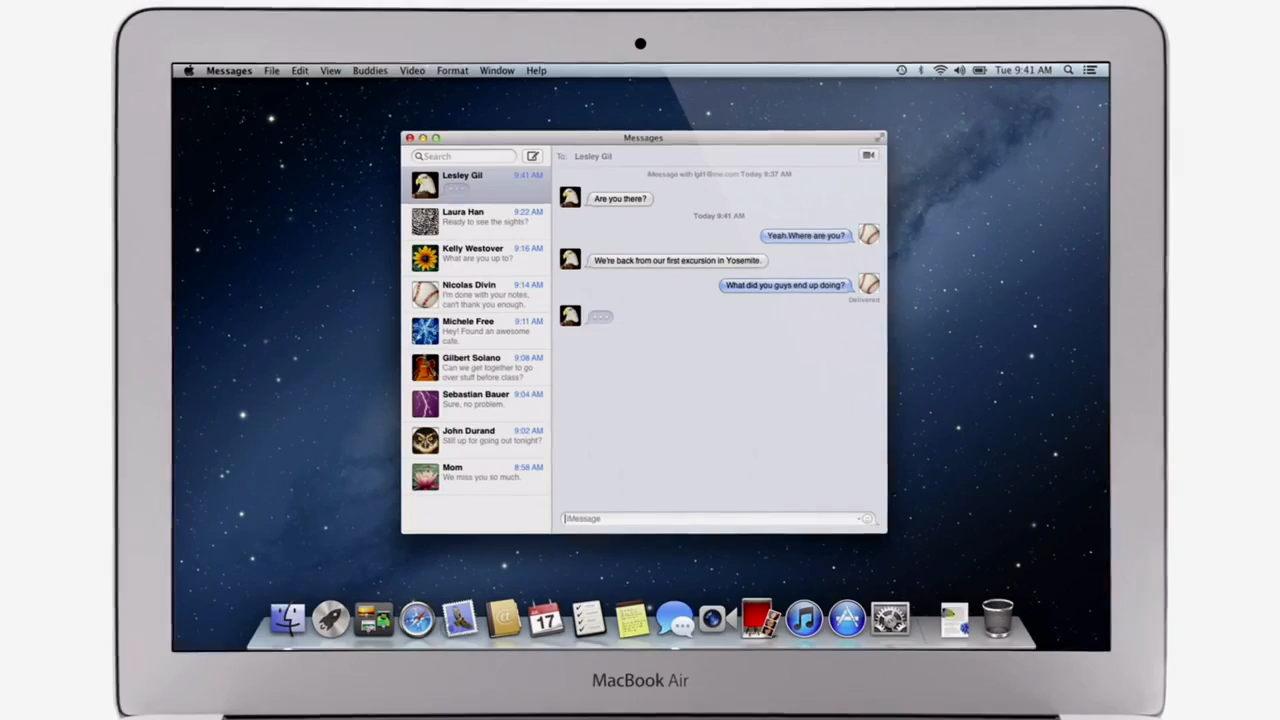 Messages File Edit View Buddies Video Format Window Help
Tue 9:41 AM
Messages
Search
To: Lesley Gil
Lesley Gil 9:41 AM
Laura Han 9:22 AM
Ready to see the sights?
Kelly Westover 9:16 AM
What are you up to?
Nicolas Divin 9:14 AM
I'm done with your notes,
can't thank you enough.
Michele Free 9:11 AM
Hey! Found an awesome
cafe.
Gilbert Solano 9:08 AM
Can we get together to go
over stuff before class?
Sebastian Bauer 9:04 AM
Sure, no problem.
John Durand 9:02 AM
Still up for going out tonight?
Mom 8:58 AM
We miss you so much.
iMessage with lgil1@me.com Today 9:37 AM
Are you there?
Today 9:41 AM
Yeah.Where are you?
We're back from our first excursion in Yosemite.
What did you guys end up doing?
Delivered
iMessage
17
MacBook Air